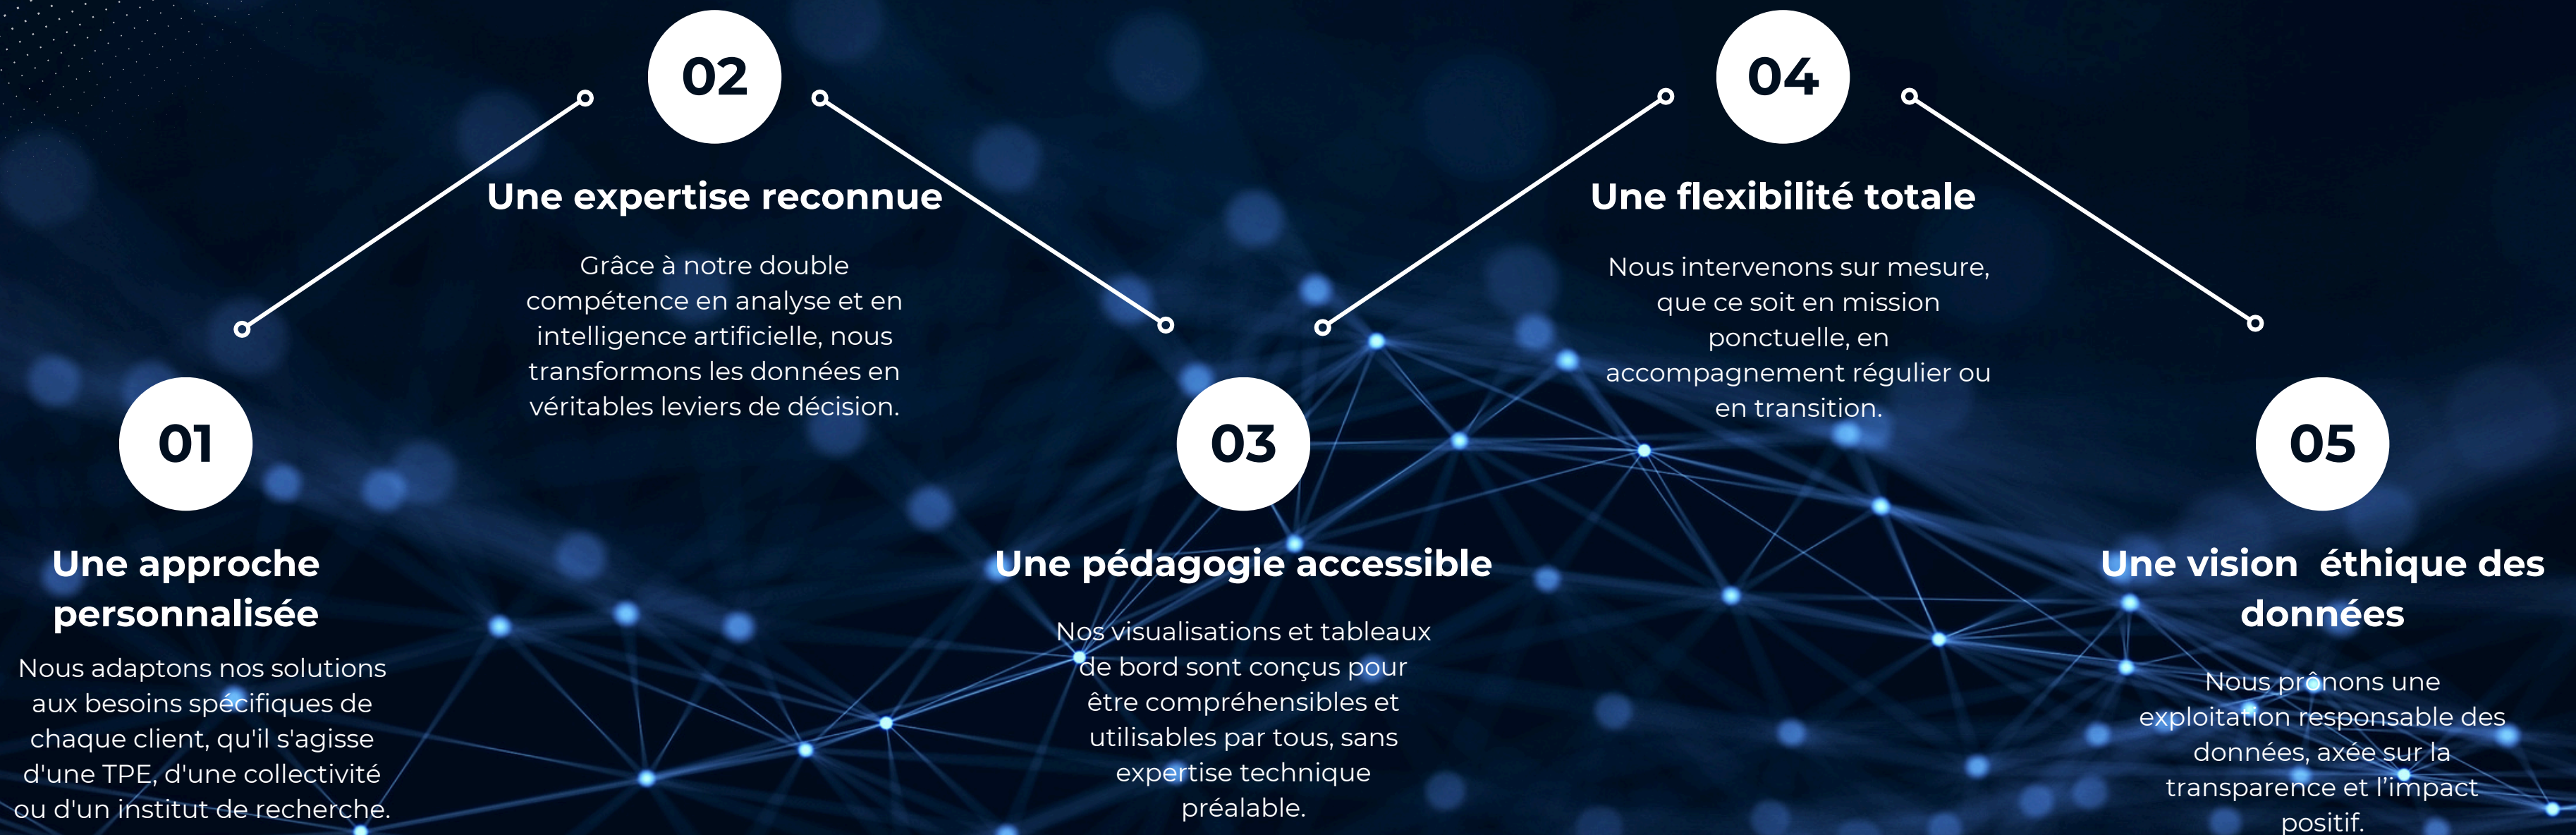 01
Une approche
personnalisée
Nous adaptons nos solutions
aux besoins spécifiques de
chaque client, qu'il s'agisse
d'une TPE, d'une collectivité
ou d'un institut de recherche.
02
Une expertise reconnue
Grâce à notre double
compétence en analyse et en
intelligence artificielle, nous
transformons les données en
véritables leviers de décision.
03
Une pédagogie accessible
Nos visualisations et tableaux
de bord sont conçus pour
être compréhensibles et
utilisables par tous, sans
expertise technique
préalable.
04
Une flexibilité totale
Nous intervenons sur mesure,
que ce soit en mission
ponctuelle, en
accompagnement régulier ou
en transition.
05
Une vision  éthique des
données
Nous prônons une
exploitation responsable des
données, axée sur la
transparence et l’impact
positif.